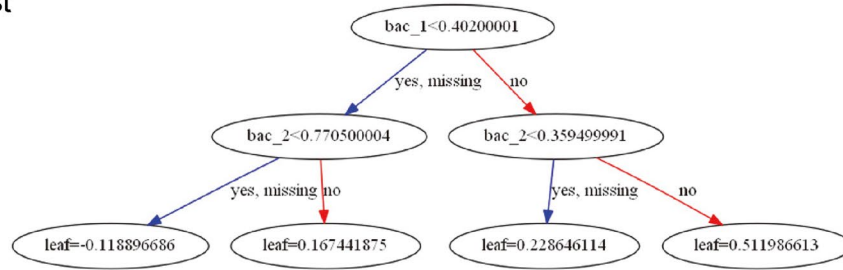 st
bac_1<0.40200001
yes, missing
no
bac_2<0.770500004
bac_2<0.359499991
yes, missing
no
yes, missing
no
leaf=-0.118896686
leaf=0.167441875
leaf=0.228646114
leaf=0.511986613